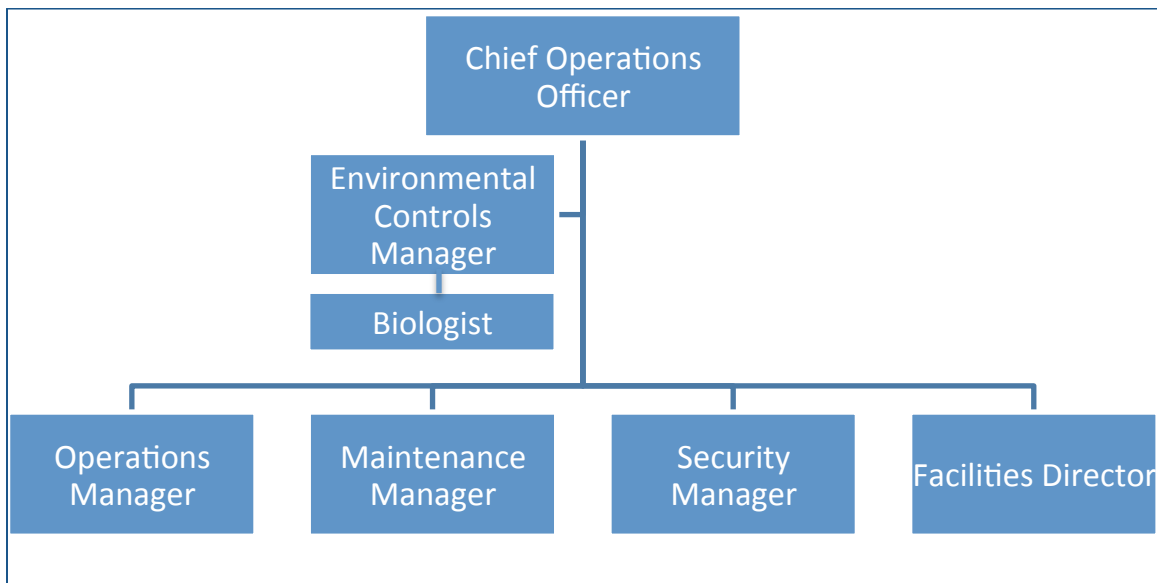 Chief Operations
Officer
Environmental
Controls
Manager
Biologist
Operations
Manager
Maintenance
Manager
Security
Manager
Facilities Director